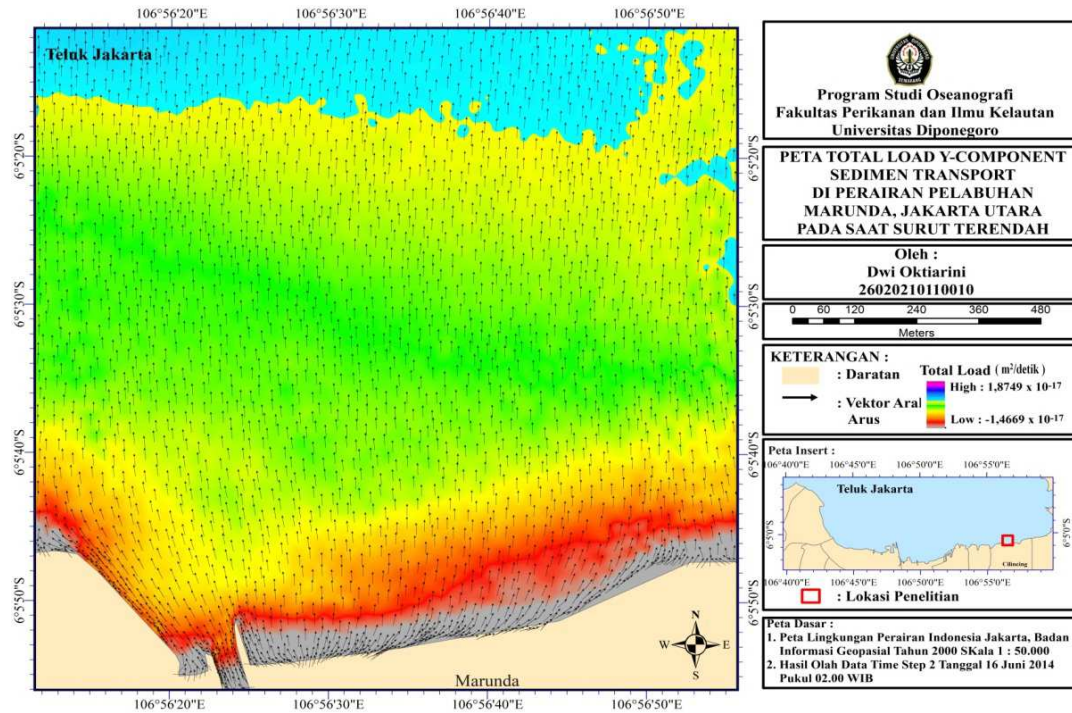 106°56'20"E 106°56'30"E 106°56'40"E 106°56'50"E
Teluk Jakarta
6°5'20"S
6°5'30"S
6°5'40"S
6°5'50"S
6°5'20"S
6°5'30"S
6°5'40"S
6°5'50"S
N
W E
S
Marunda
106°56'20"E 106°56'30"E 106°56'40"E 106°56'50"E
Program Studi Oseanografi
Fakultas Perikanan dan Ilmu Kelautan
Universitas Diponegoro
PETA TOTAL LOAD Y-COMPONENT
SEDIMEN TRANSPORT
DI PERAIRAN PELABUHAN
MARUNDA, JAKARTA UTARA
PADA SAAT SURUT TERENDAH
Oleh :
Dwi Oktiarini
26020210110010
0 60 120 240 360 480
Meters
KETERANGAN :
: Daratan
: Vektor Aral
Arus
Total Load ( m²/detik )
High : 1,8749 x 10⁻¹⁷
Low : -1,4669 x 10⁻¹⁷
Peta Insert :
106°40'0"E 106°45'0"E 106°50'0"E 106°55'0"E
Teluk Jakarta
6°5'0"S
6°5'0"S
Cilincing
106°40'0"E 106°45'0"E 106°50'0"E 106°55'0"E
: Lokasi Penelitian
Peta Dasar :
1. Peta Lingkungan Perairan Indonesia Jakarta, Badan
Informasi Geopasial Tahun 2000 SKala 1 : 50.000
2. Hasil Olah Data Time Step 2 Tanggal 16 Juni 2014
Pukul 02.00 WIB